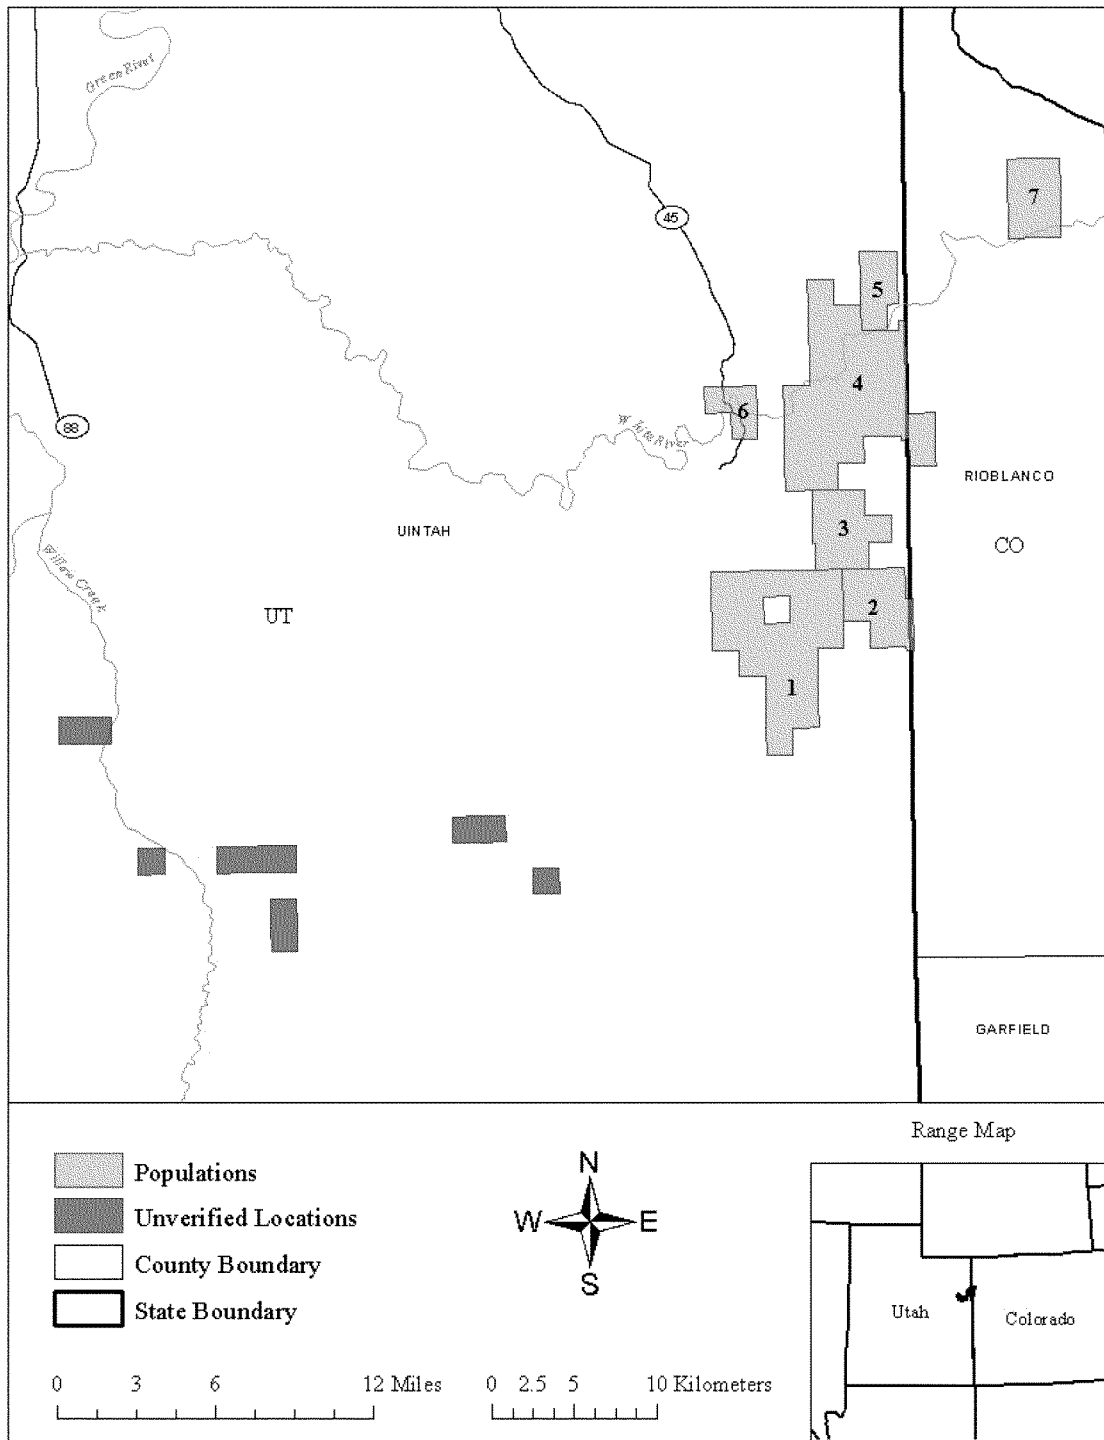 Green River
7
45
5
4
6
88
White River
RIOBLANCO
UINTAH
3
CO
Willow Creek
2
UT
1
GARFIELD
Range Map
Populations
Unverified Locations
County Boundary
State Boundary
N
W E
S
Utah
Colorado
0 3 6 12 Miles
0 2.5 5 10 Kilometers